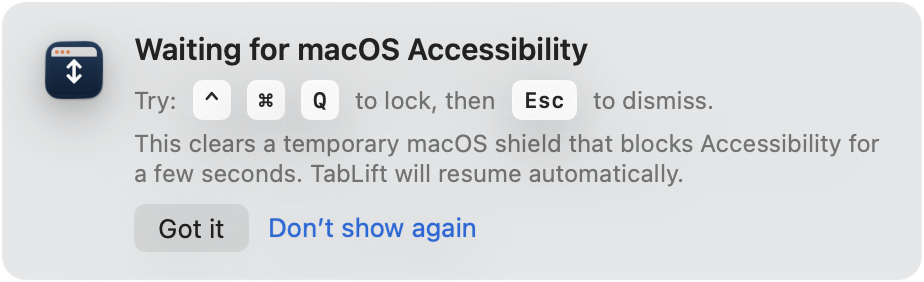 Waiting for macOS Accessibility
Try: ^ ⌘ Q to lock, then Esc to dismiss.
This clears a temporary macOS shield that blocks Accessibility for
a few seconds. TabLift will resume automatically.
Got it Don’t show again